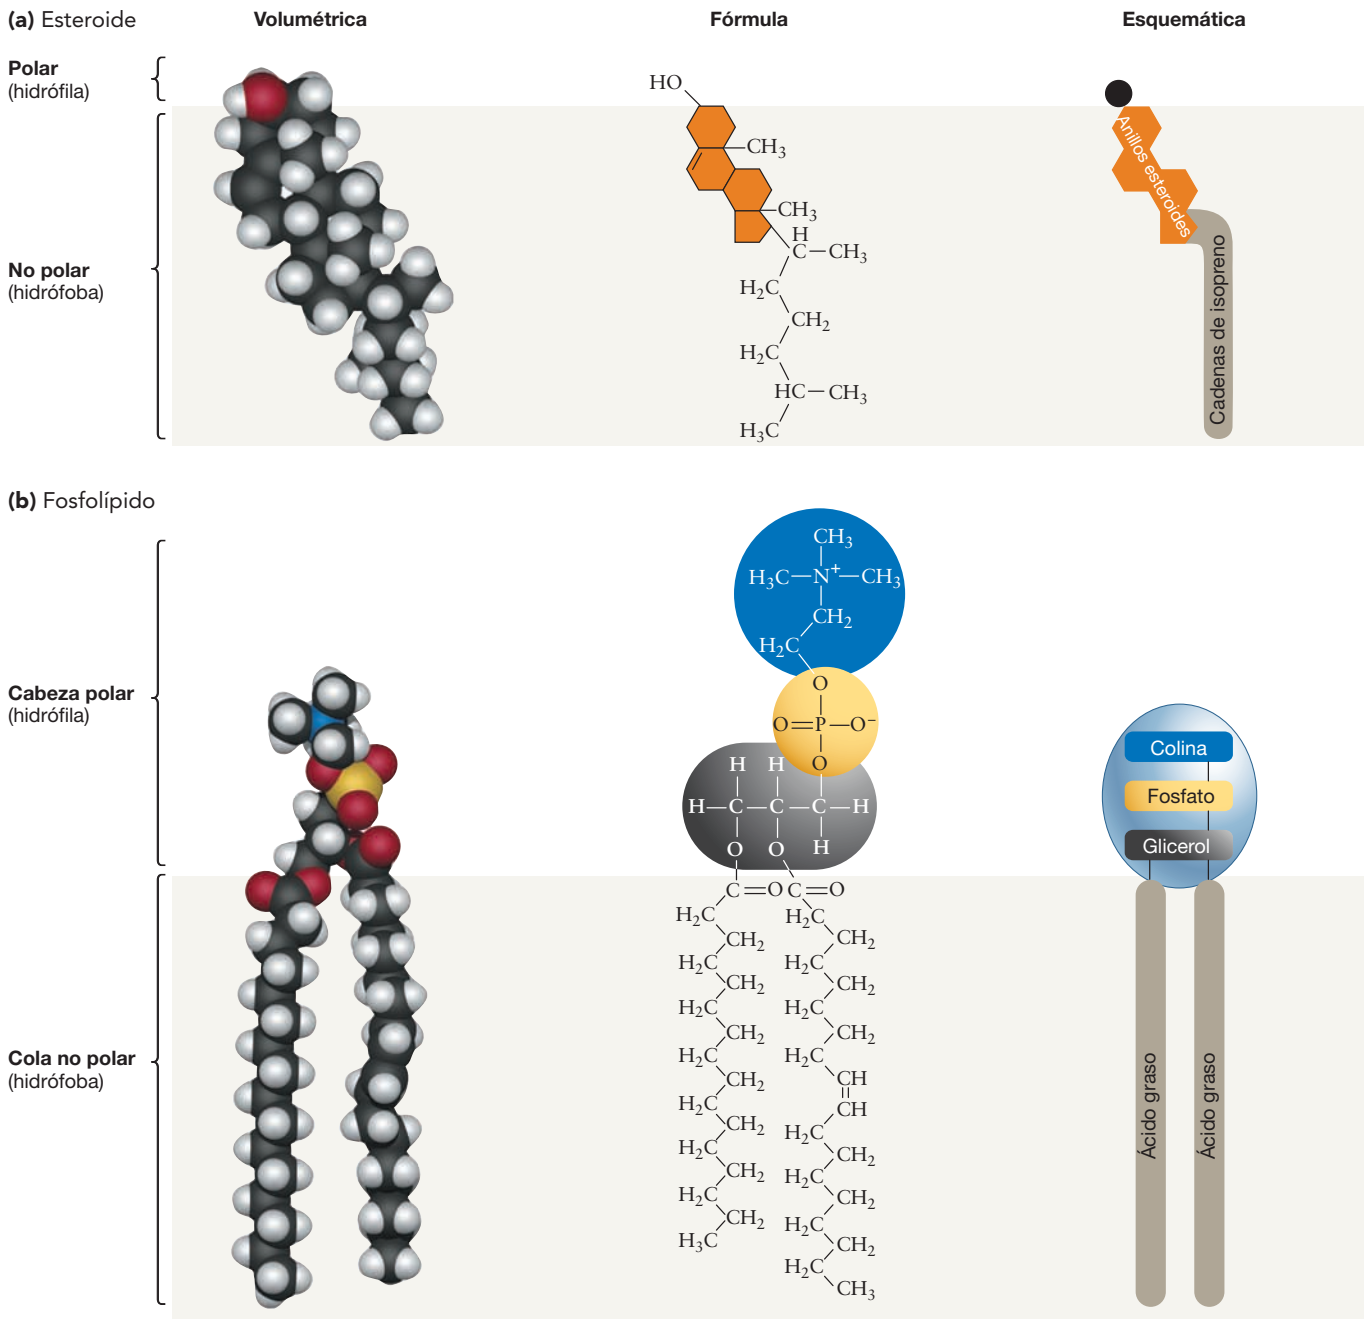 (a) Esteroide
Volumétrica
Fórmula
Esquemática
Polar
(hidrófila)
No polar
(hidrófoba)
HO
CH3
CH3
H
C—CH3
H2C
CH2
H2C
HC—CH3
H3C
Anillos esteroides
Cadenas de isopreno
(b) Fosfolípido
Cabeza polar
(hidrófila)
Cola no polar
(hidrófoba)
CH3
H3C—N+—CH3
CH2
H2C
O
O=P—O−
O
H H
H—C—C—C—H
O O H
C=O C=O
H2C H2C
CH2 CH2
H2C H2C
CH2 CH2
H2C H2C
CH2 CH2
H2C H2C
CH2 CH
H2C CH
CH2 H2C
H2C CH2
CH2 H2C
H2C CH2
CH2 H2C
H3C CH2
H2C
CH3
Colina
Fosfato
Glicerol
Ácido graso
Ácido graso